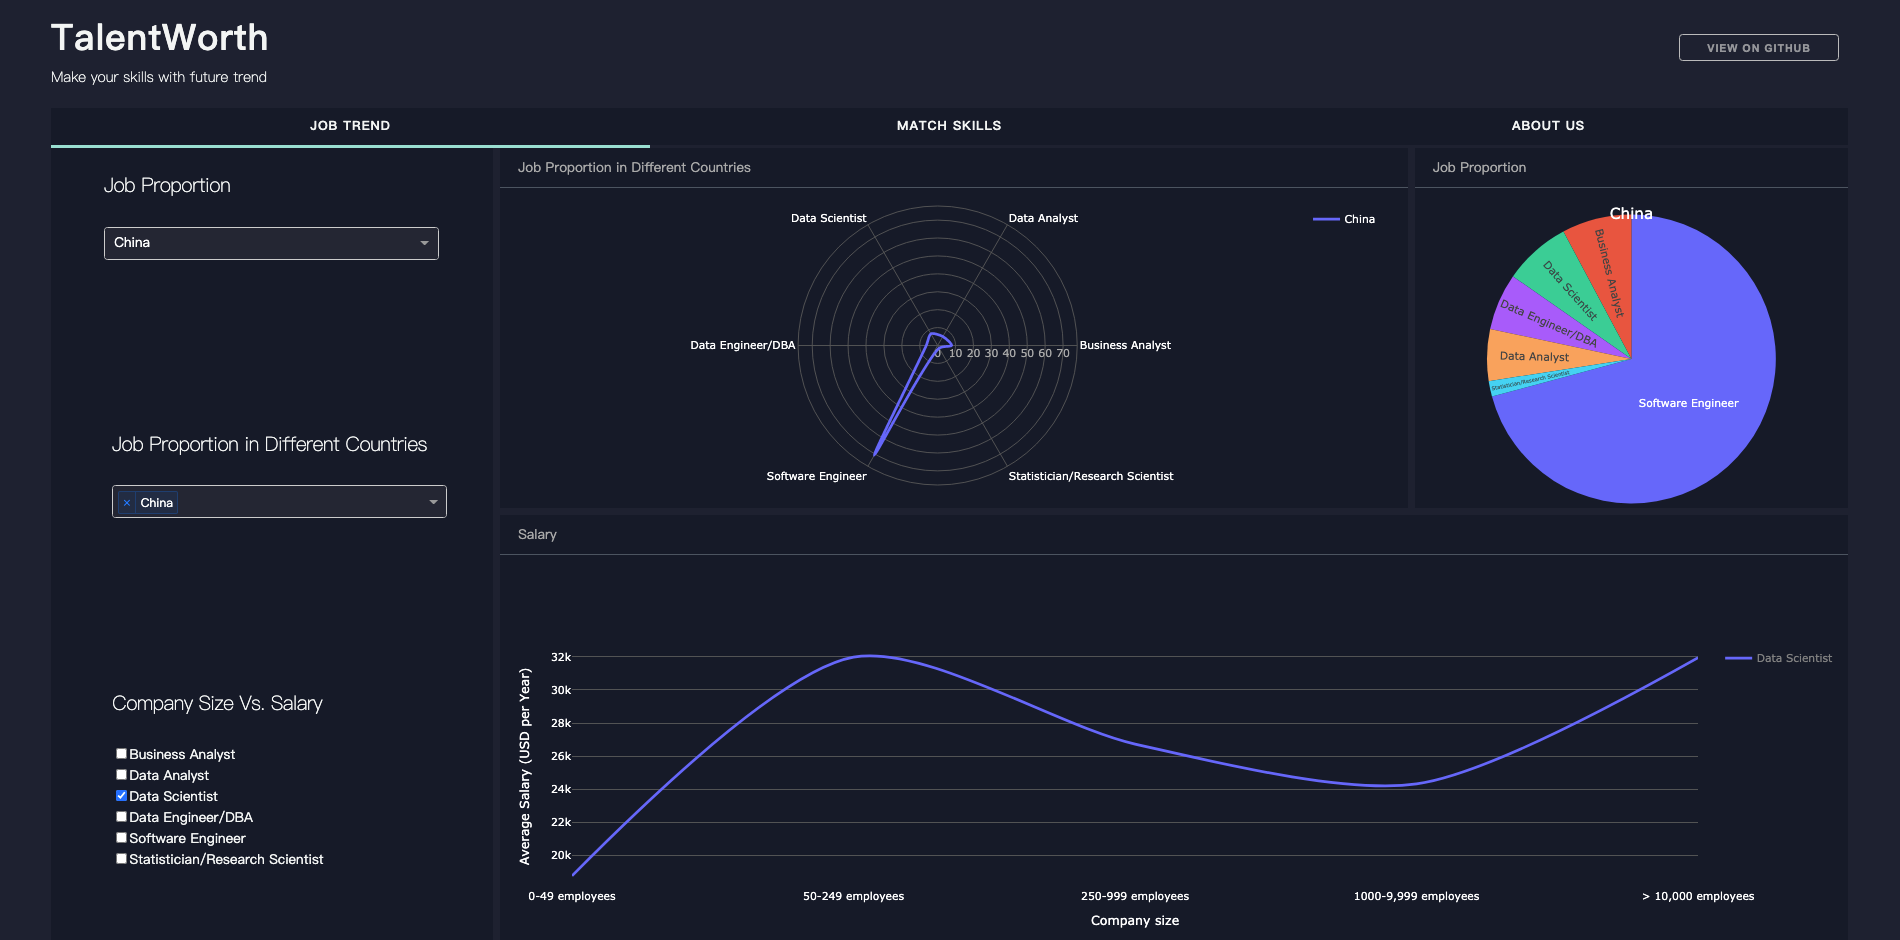 TalentWorth
Make your skills with future trend
VIEW ON GITHUB
JOB TREND
MATCH SKILLS
ABOUT US
Job Proportion
China
Job Proportion in Different Countries
× China
Company Size Vs. Salary
Business Analyst
Data Analyst
Data Scientist
Data Engineer/DBA
Software Engineer
Statistician/Research Scientist
Job Proportion in Different Countries
Data Scientist
Data Analyst
China
Data Engineer/DBA
0 10 20 30 40 50 60 70
Business Analyst
Software Engineer
Statistician/Research Scientist
Job Proportion
China
Business Analyst
Data Scientist
Data Engineer/DBA
Data Analyst
Statistician/Research Scientist
Software Engineer
Salary
Average Salary (USD per Year)
32k
30k
28k
26k
24k
22k
20k
Data Scientist
0-49 employees
50-249 employees
250-999 employees
1000-9,999 employees
> 10,000 employees
Company size